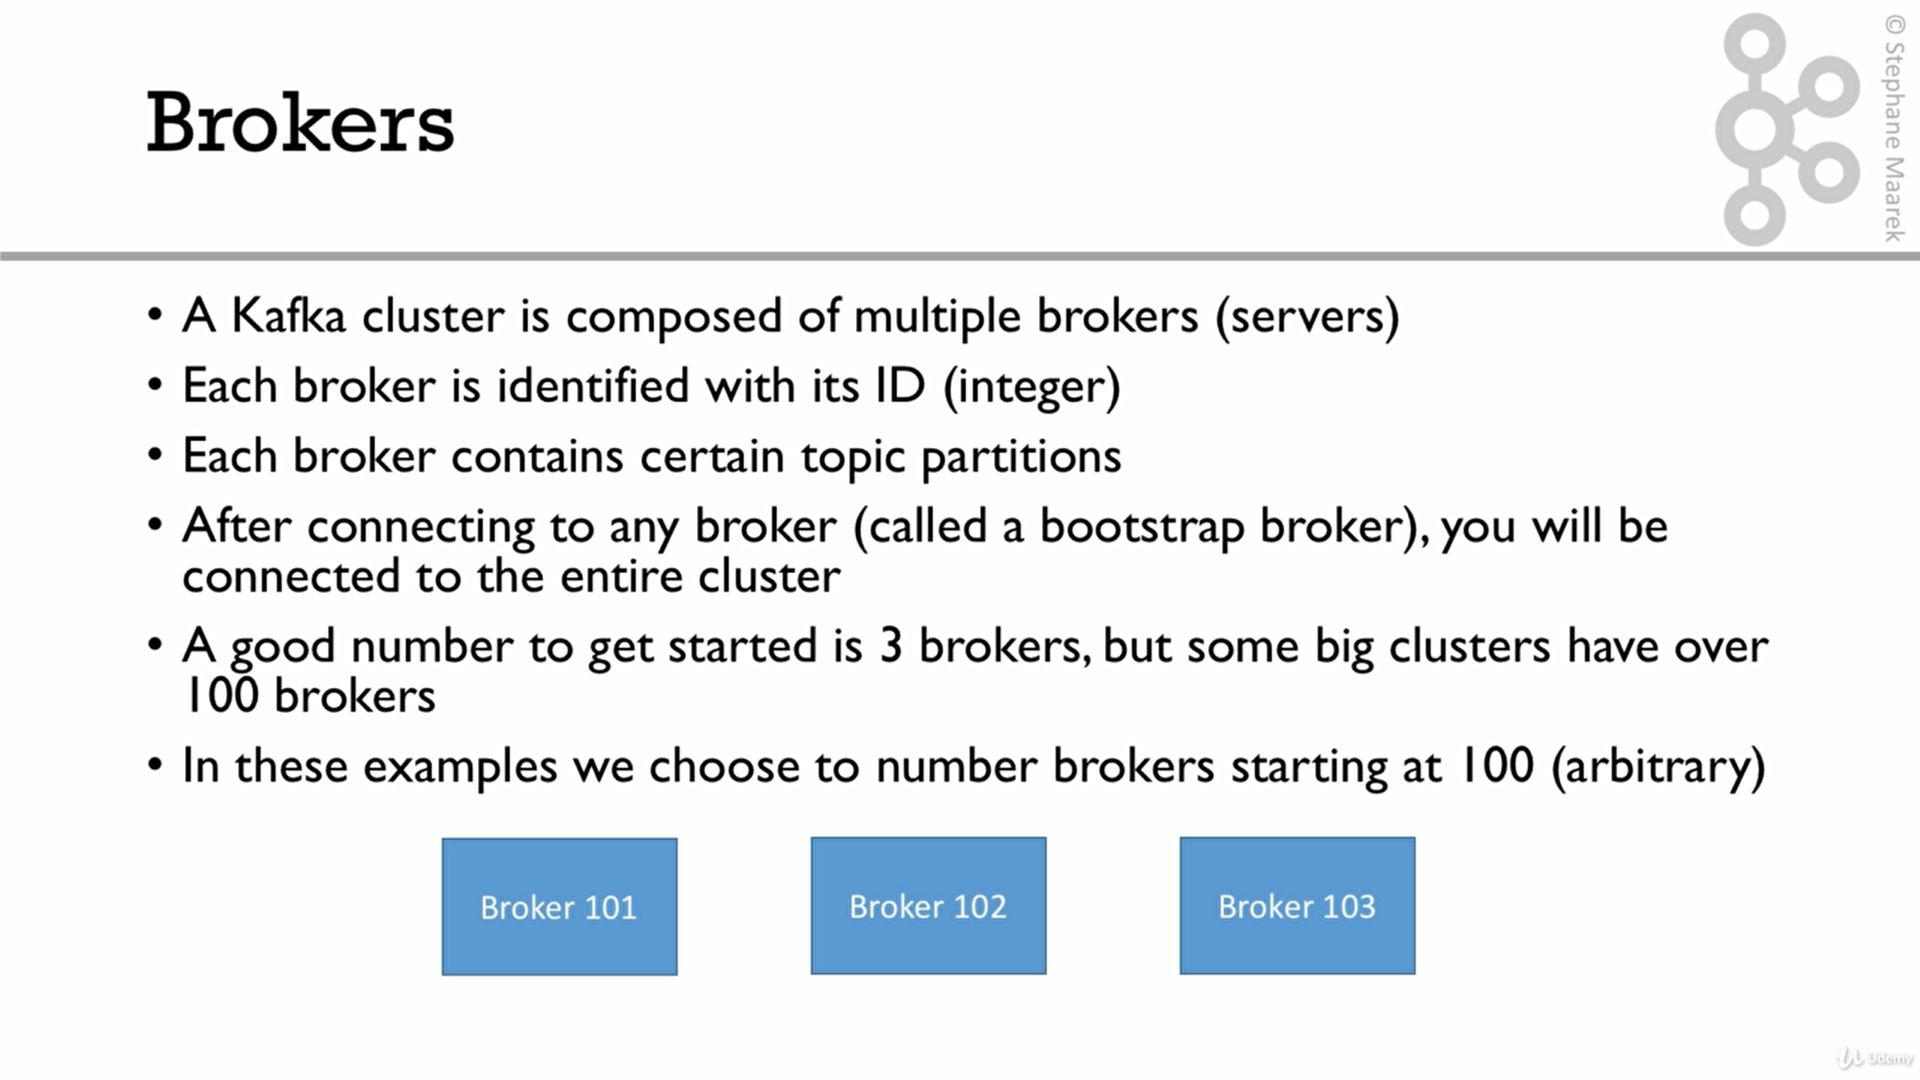 Brokers
© Stephane Maarek
• A Kafka cluster is composed of multiple brokers (servers)
• Each broker is identified with its ID (integer)
• Each broker contains certain topic partitions
• After connecting to any broker (called a bootstrap broker), you will be
connected to the entire cluster
• A good number to get started is 3 brokers, but some big clusters have over
100 brokers
• In these examples we choose to number brokers starting at 100 (arbitrary)
Broker 101
Broker 102
Broker 103
Udemy